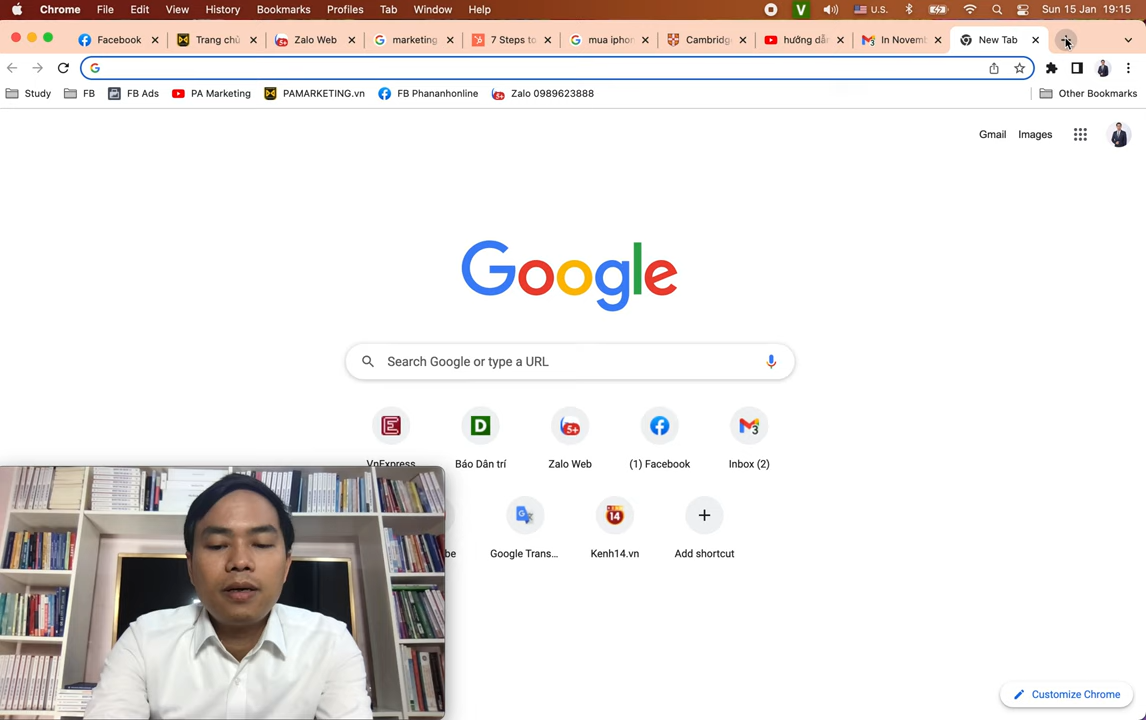 Chrome File Edit View History Bookmarks Profiles Tab Window Help V U.S. Sun 15 Jan 19:15
Facebook Trang chủ Zalo Web marketing 7 Steps to mua iphon Cambridg hướng dẫ In Novemb New Tab
Study FB FB Ads PA Marketing PAMARKETING.vn FB Phananhonline Zalo 0989623888 Other Bookmarks
Gmail Images
Google
Search Google or type a URL
VnExpress Báo Dân trí Zalo Web (1) Facebook Inbox (2)
be Google Trans... Kenh14.vn Add shortcut
Customize Chrome